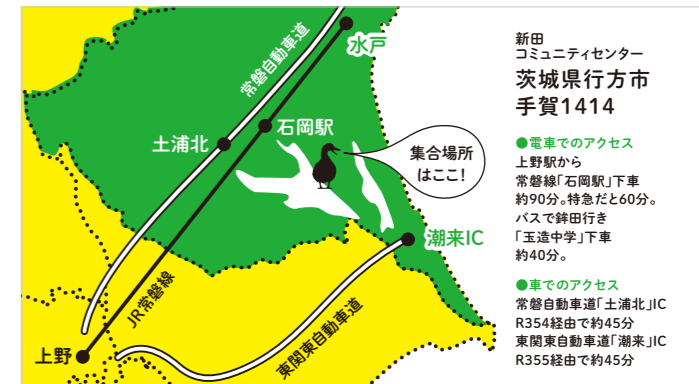 水戸
常磐自動車道
石岡駅
土浦北
集合場所
はここ!
潮来IC
JR常磐線
東関東自動車道
上野
新田
コミュニティセンター
茨城県行方市
手賀1414
●電車でのアクセス
上野駅から
常磐線「石岡駅」下車
約90分。特急だと60分。
バスで鉾田行き
「玉造中学」下車
約40分。
●車でのアクセス
常磐自動車道「土浦北」IC
R354経由で約45分
東関東自動車道「潮来」IC
R355経由で約45分